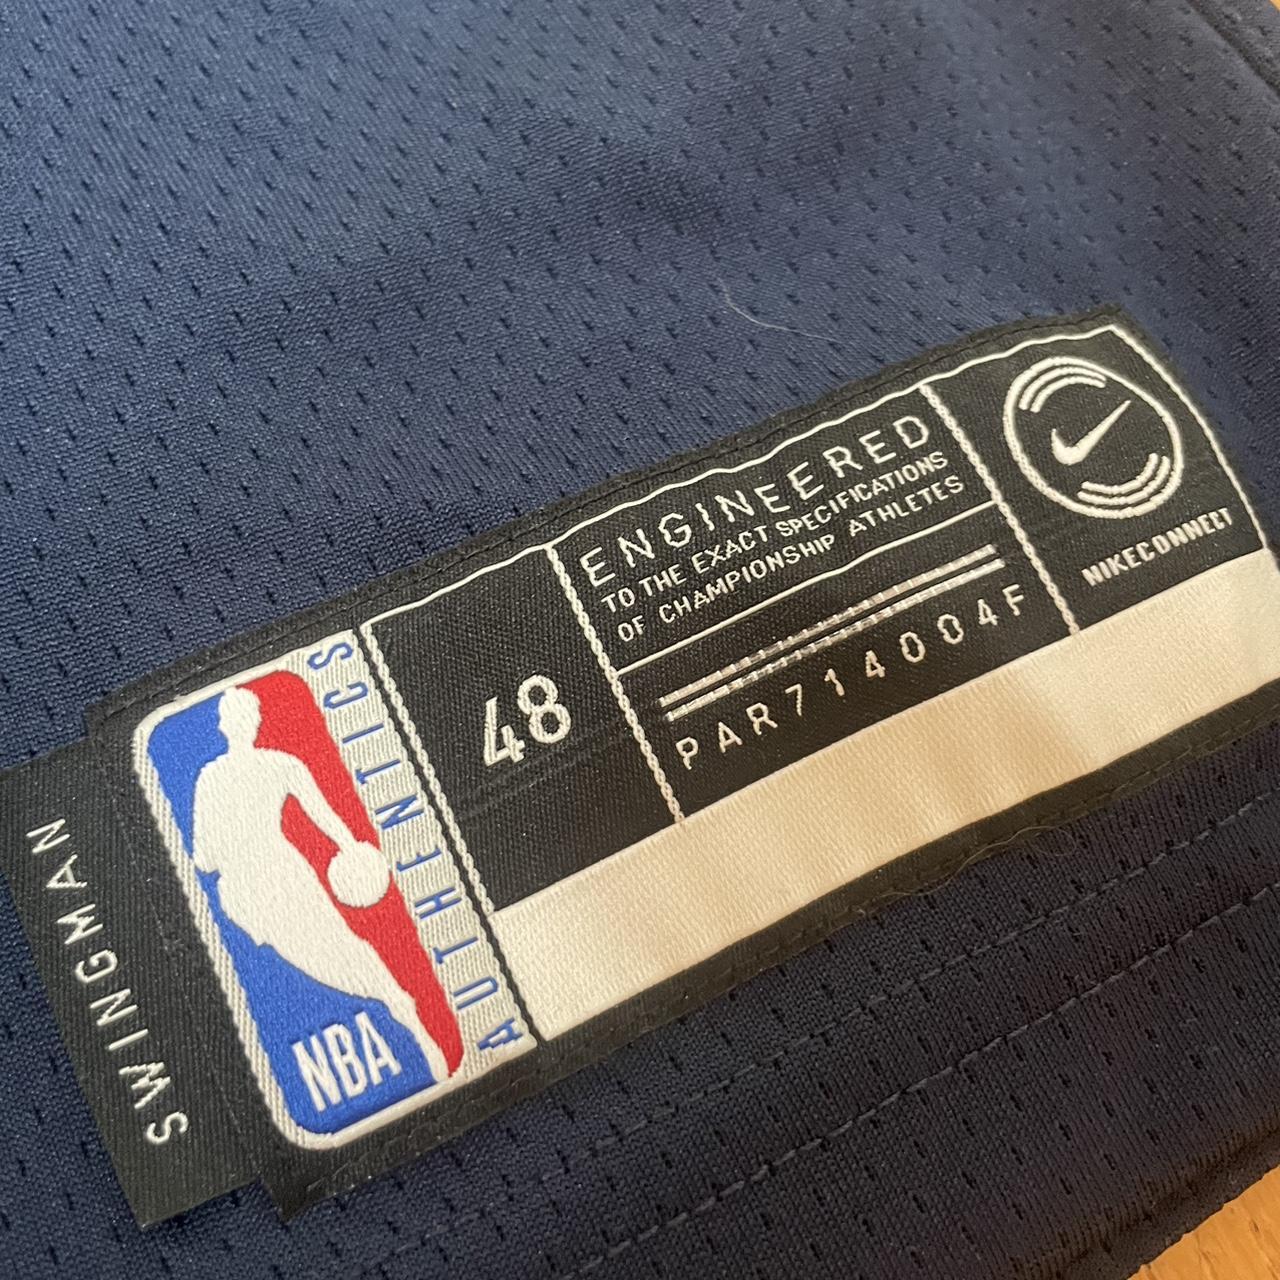 SWINGMAN
NBA
AUTHENTICS
48
ENGINEERED
TO THE EXACT SPECIFICATIONS
OF CHAMPIONSHIP ATHLETES
PAR714004F
NIKECONNECT